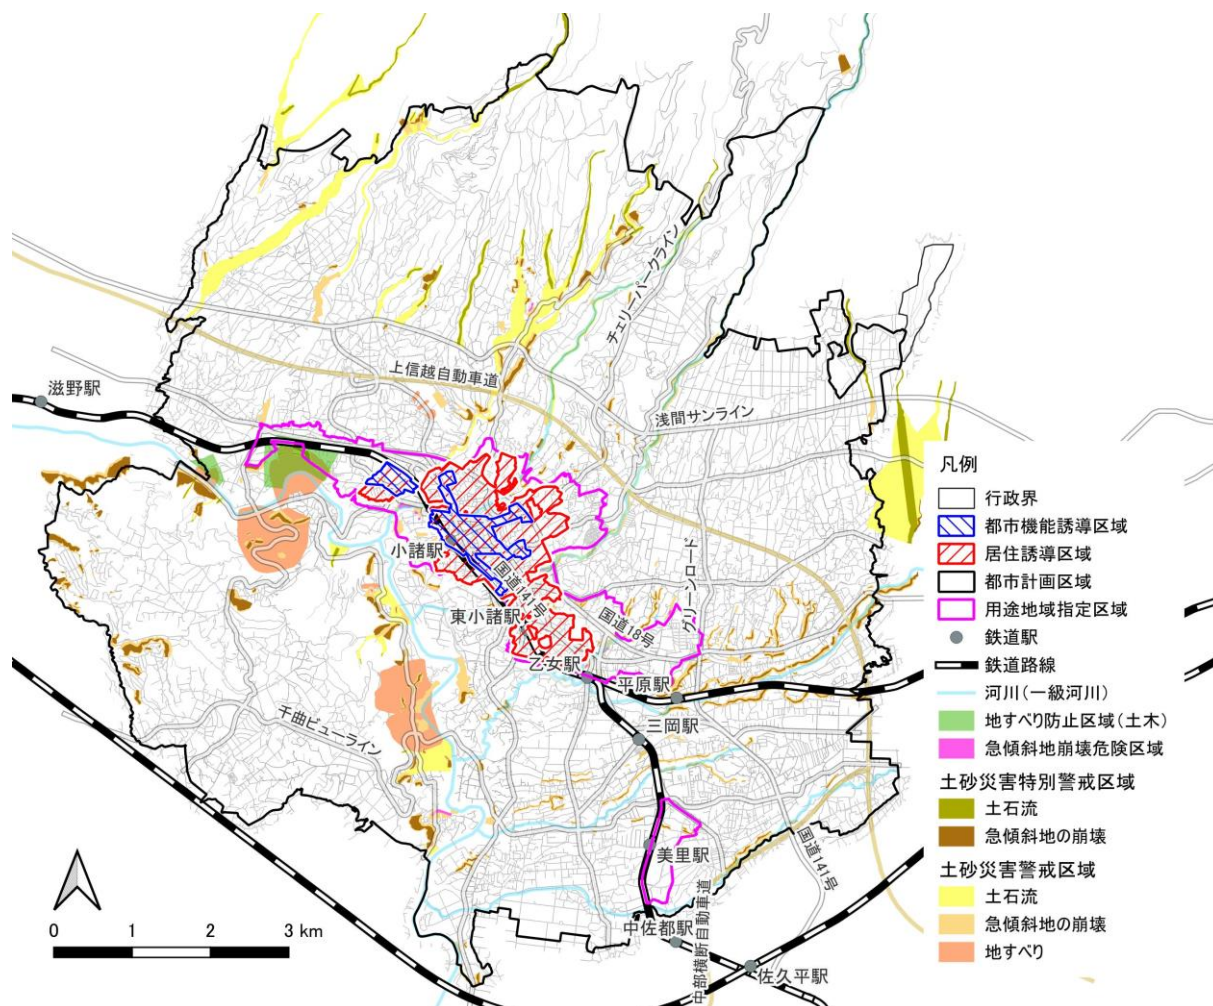 チェリーパークライン
上信越自動車道
滋野駅
浅間サンライン
小諸駅
国道141号
グリーンロード
東小諸駅
国道18号
乙女駅
平原駅
三岡駅
千曲ビューライン
美里駅
国道141号
中佐都駅
中部横断自動車道
佐久平駅
0 1 2 3 km
凡例
行政界
都市機能誘導区域
居住誘導区域
都市計画区域
用途地域指定区域
鉄道駅
鉄道路線
河川（一級河川）
地すべり防止区域（土木）
急傾斜地崩壊危険区域
土砂災害特別警戒区域
土石流
急傾斜地の崩壊
土砂災害警戒区域
土石流
急傾斜地の崩壊
地すべり